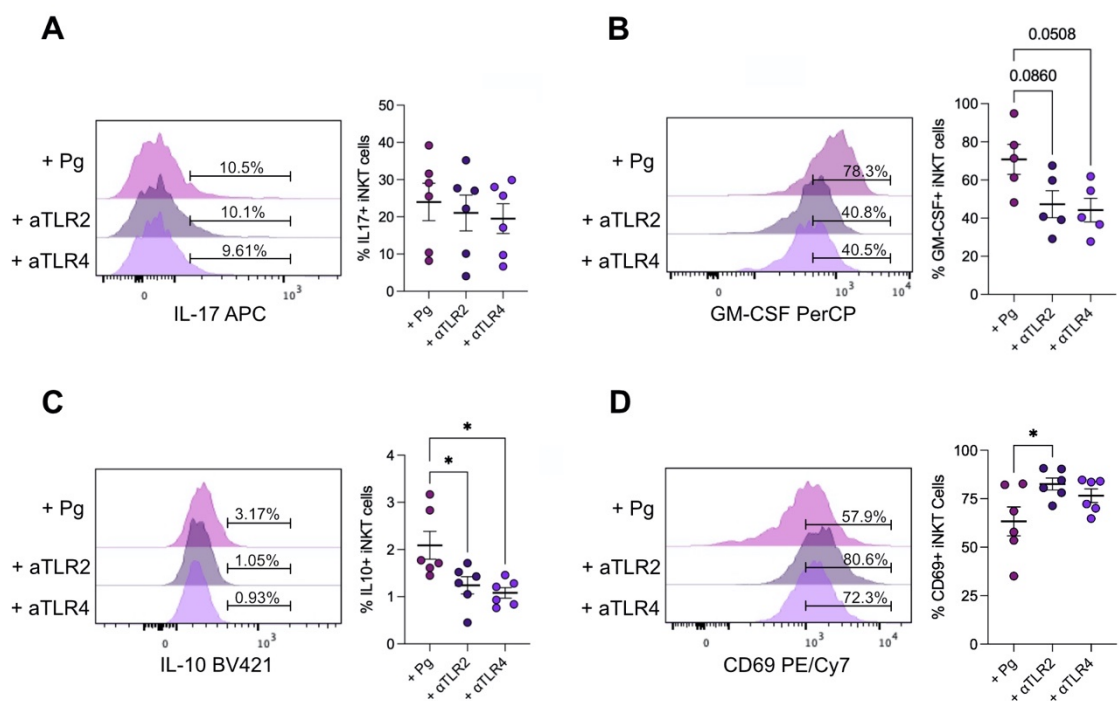 A
+ Pg
+ aTLR2
+ aTLR4
10.5%
10.1%
9.61%
0
10³
IL-17 APC
50
40
30
20
10
0
% IL17+ iNKT cells
+ Pg
+ αTLR2
+ αTLR4
B
+ Pg
+ aTLR2
+ aTLR4
78.3%
40.8%
40.5%
0
10³
10⁴
GM-CSF PerCP
0.0508
0.0860
100
80
60
40
20
0
% GM-CSF+ iNKT cells
+ Pg
+ αTLR2
+ αTLR4
C
+ Pg
+ aTLR2
+ aTLR4
3.17%
1.05%
0.93%
0
10³
IL-10 BV421
*
*
4
3
2
1
0
% IL10+ iNKT cells
+ Pg
+ αTLR2
+ αTLR4
D
+ Pg
+ aTLR2
+ aTLR4
57.9%
80.6%
72.3%
0
10³
10⁴
CD69 PE/Cy7
*
100
75
50
25
0
% CD69+ iNKT Cells
+ Pg
+ αTLR2
+ αTLR4